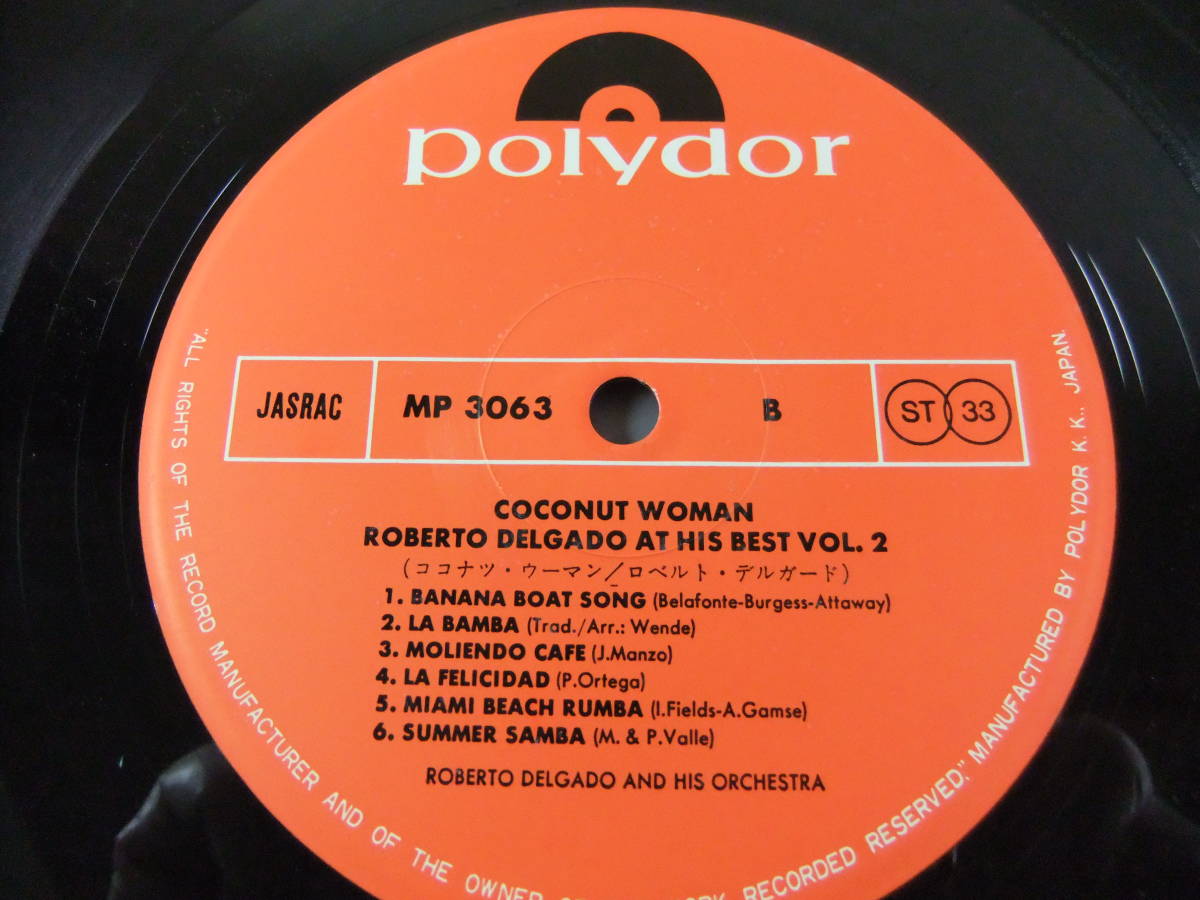 polydor
JASRAC MP 3063 B ST 33
COCONUT WOMAN
ROBERTO DELGADO AT HIS BEST VOL. 2
(ココナツ・ウーマン/ロベルト・デルガード)
1. BANANA BOAT SONG (Belafonte-Burgess-Attaway)
2. LA BAMBA (Trad./Arr.: Wende)
3. MOLIENDO CAFE (J.Manzo)
4. LA FELICIDAD (P.Ortega)
5. MIAMI BEACH RUMBA (I.Fields-A.Gamse)
6. SUMMER SAMBA (M. & P.Valle)
ROBERTO DELGADO AND HIS ORCHESTRA
"ALL RIGHTS OF THE RECORD MANUFACTURER AND OF THE OWNER RECORDED RESERVED," MANUFACTURED BY POLYDOR K. K., JAPAN.